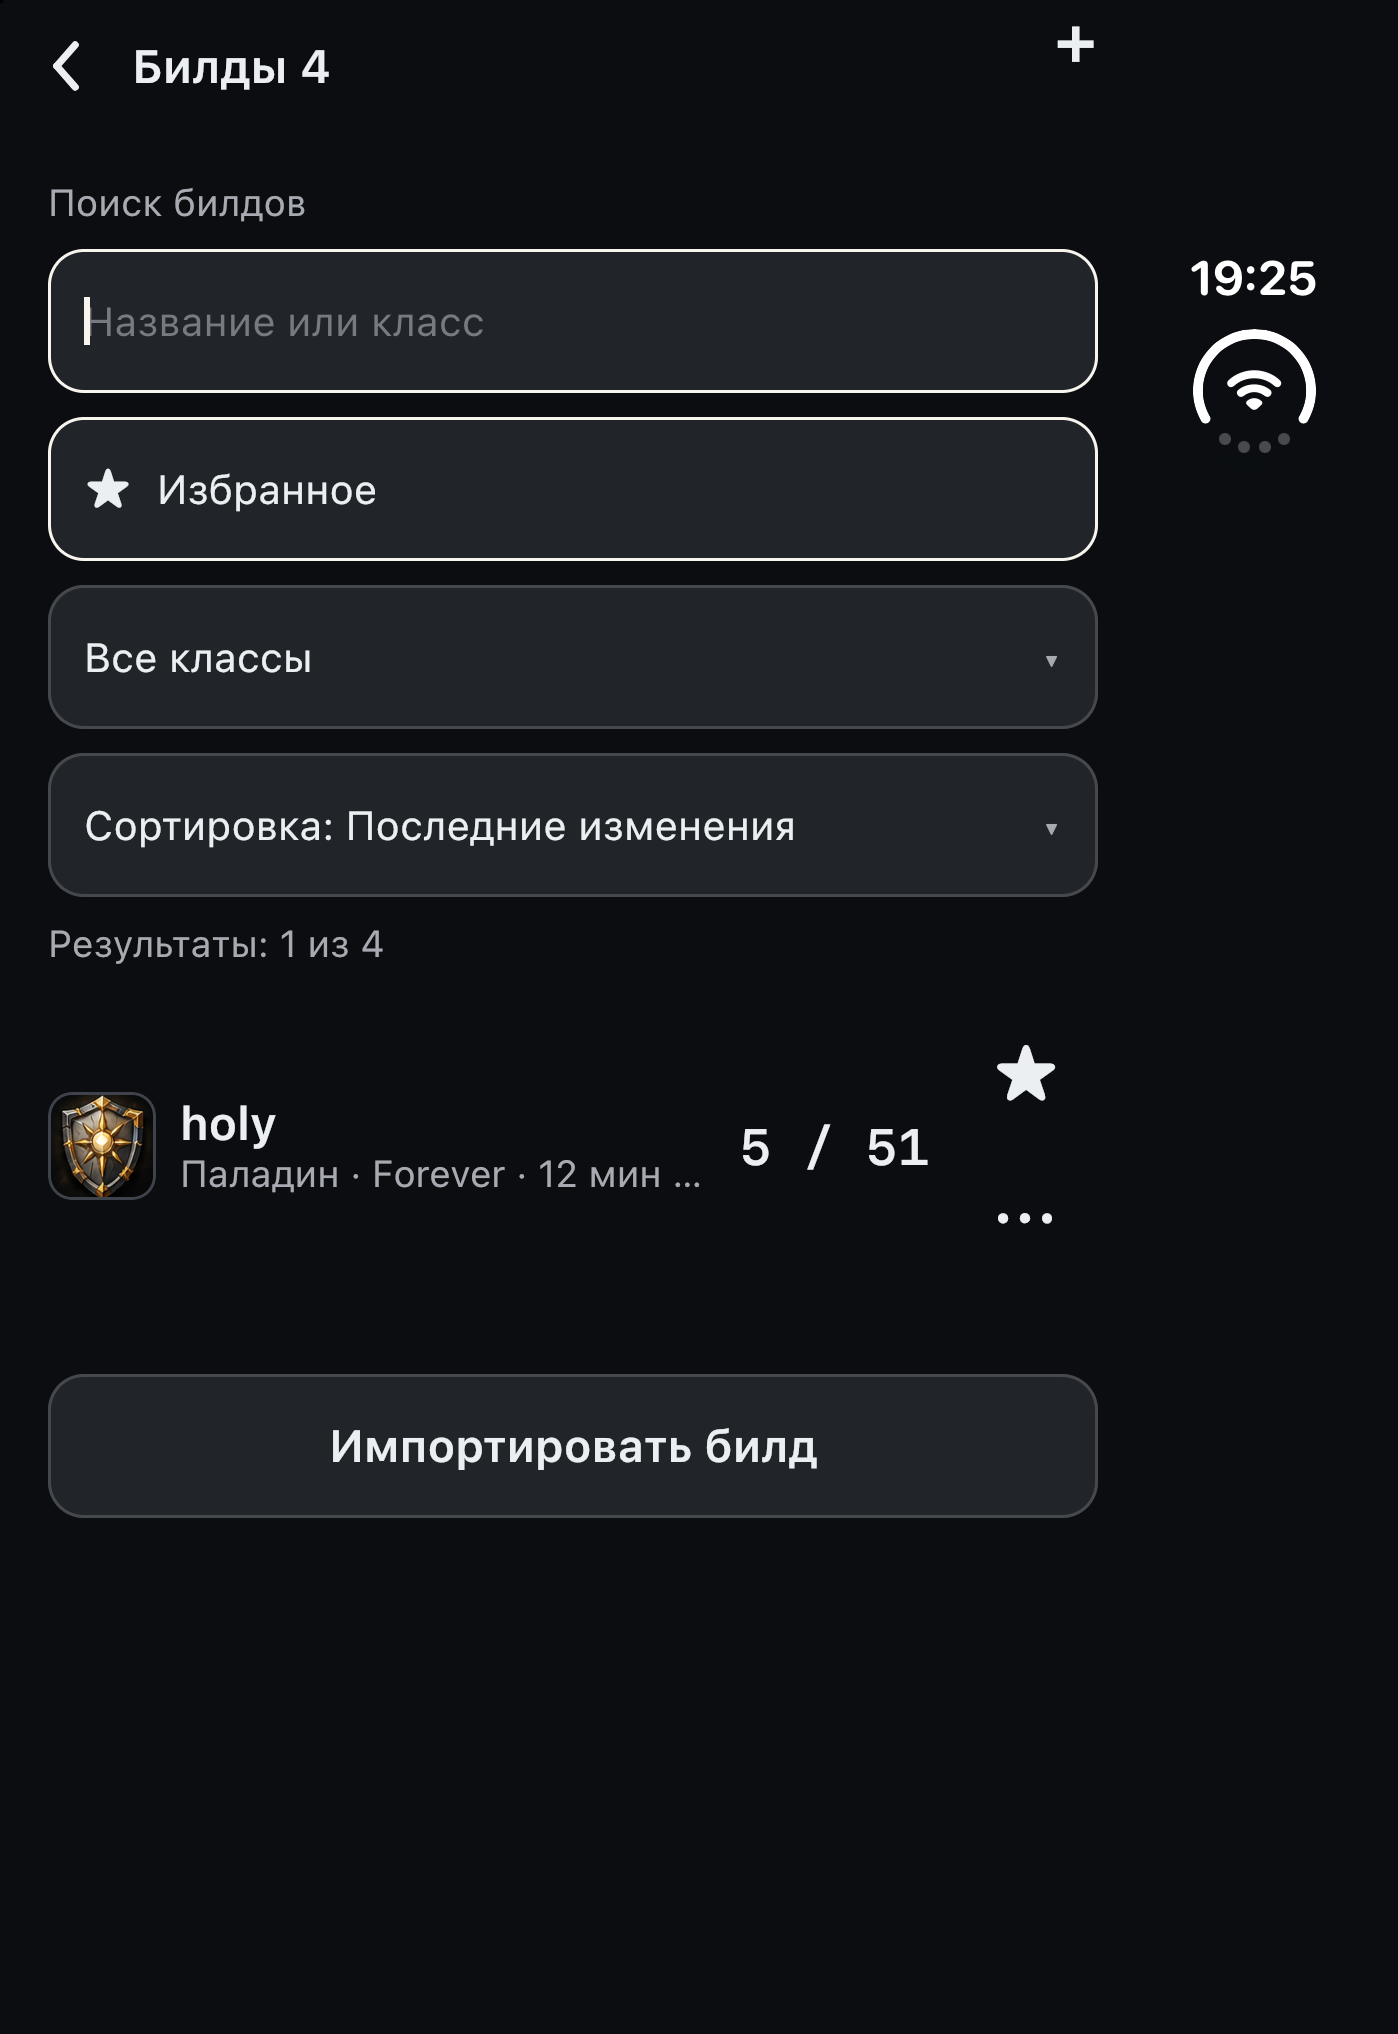 Билды 4
Поиск билдов
Название или класс
19:25
Избранное
Все классы
Сортировка: Последние изменения
Результаты: 1 из 4
holy
5 / 51
Паладин · Forever · 12 мин ...
Импортировать билд